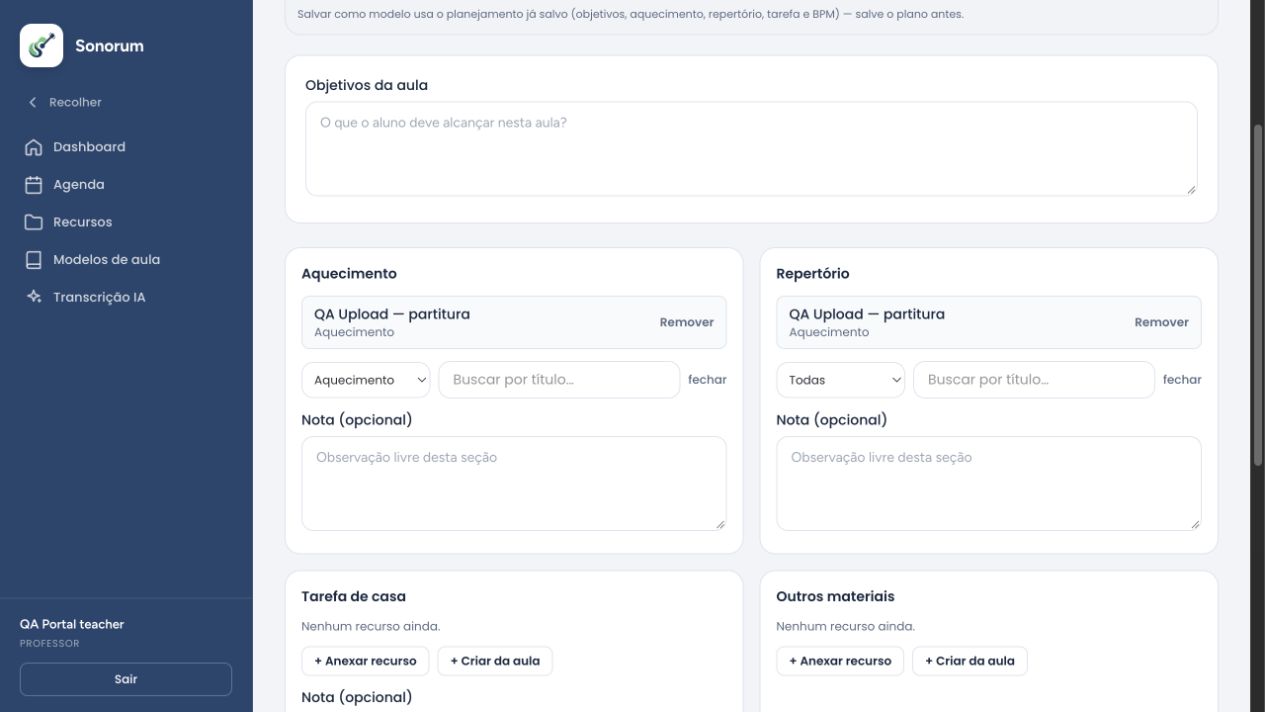 Salvar como modelo usa o planejamento já salvo (objetivos, aquecimento, repertório, tarefa e BPM) — salve o plano antes.
Sonorum
Recolher
Dashboard
Agenda
Recursos
Modelos de aula
Transcrição IA
QA Portal teacher
PROFESSOR
Sair
Objetivos da aula
O que o aluno deve alcançar nesta aula?
Aquecimento
QA Upload — partitura
Aquecimento
Remover
Aquecimento
Buscar por título...
fechar
Nota (opcional)
Observação livre desta seção
Repertório
QA Upload — partitura
Aquecimento
Remover
Todas
Buscar por título...
fechar
Nota (opcional)
Observação livre desta seção
Tarefa de casa
Nenhum recurso ainda.
+ Anexar recurso
+ Criar da aula
Nota (opcional)
Outros materiais
Nenhum recurso ainda.
+ Anexar recurso
+ Criar da aula